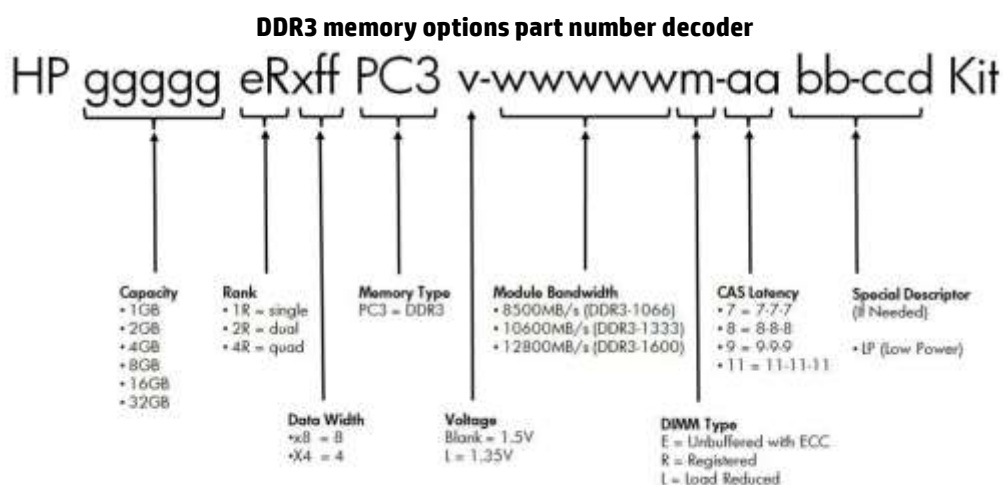 DDR3 memory options part number decoder
HP ggggg eRxff PC3 v-wwwwwm-aa bb-ccd Kit
Capacity
• 1GB
• 2GB
• 4GB
• 8GB
• 16GB
• 32GB
Rank
• 1R = single
• 2R = dual
• 4R = quad
Memory Type
PC3 = DDR3
Module Bandwidth
• 8500MB/s (DDR3-1066)
• 10600MB/s (DDR3-1333)
• 12800MB/s (DDR3-1600)
CAS Latency
• 7 = 7-7-7
• 8 = 8-8-8
• 9 = 9-9-9
• 11 = 11-11-11
Special Descriptor
(If Needed)
• LP (Low Power)
Data Width
•x8 = 8
•X4 = 4
Voltage
Blank = 1.5V
L = 1.35V
DIMM Type
E = Unbuffered with ECC
R = Registered
L = Load Reduced